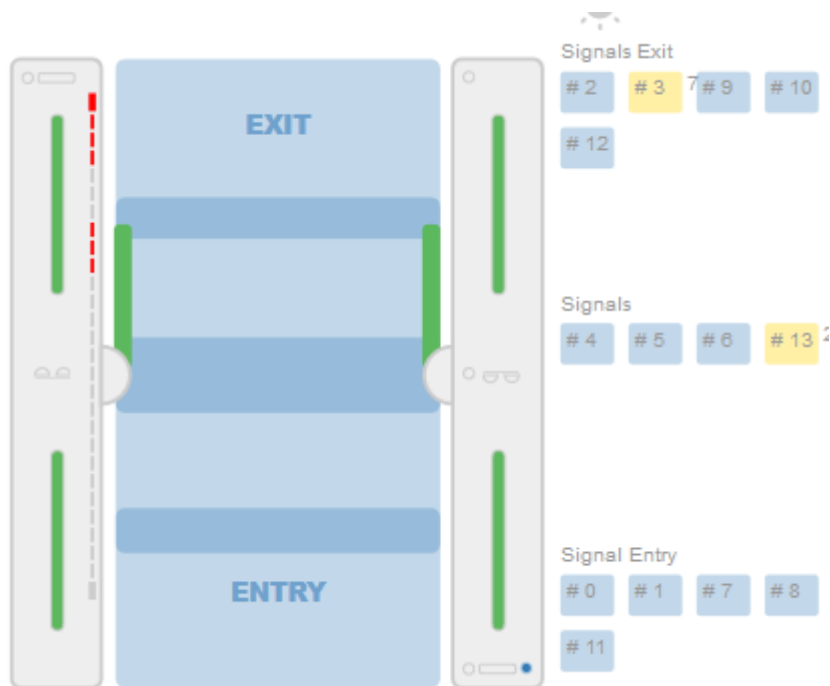 Signals Exit
# 2 # 3 7 # 9 # 10
# 12
EXIT
Signals
# 4 # 5 # 6 # 13 2
Signal Entry
# 0 # 1 # 7 # 8
# 11
ENTRY